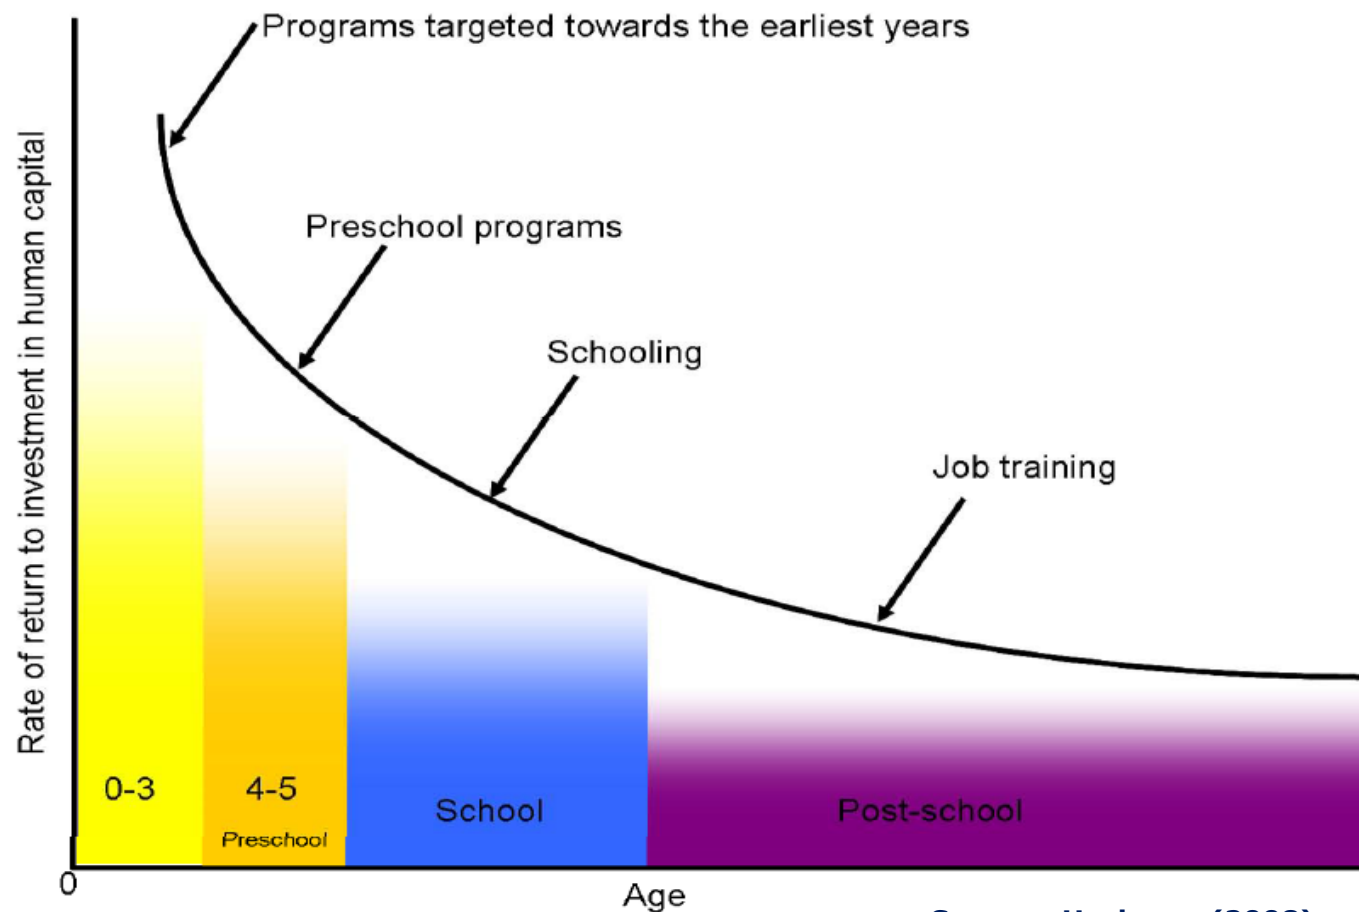 Programs targeted towards the earliest years
Preschool programs
Schooling
Job training
Rate of return to investment in human capital
0-3
4-5
Preschool
School
Post-school
0
Age